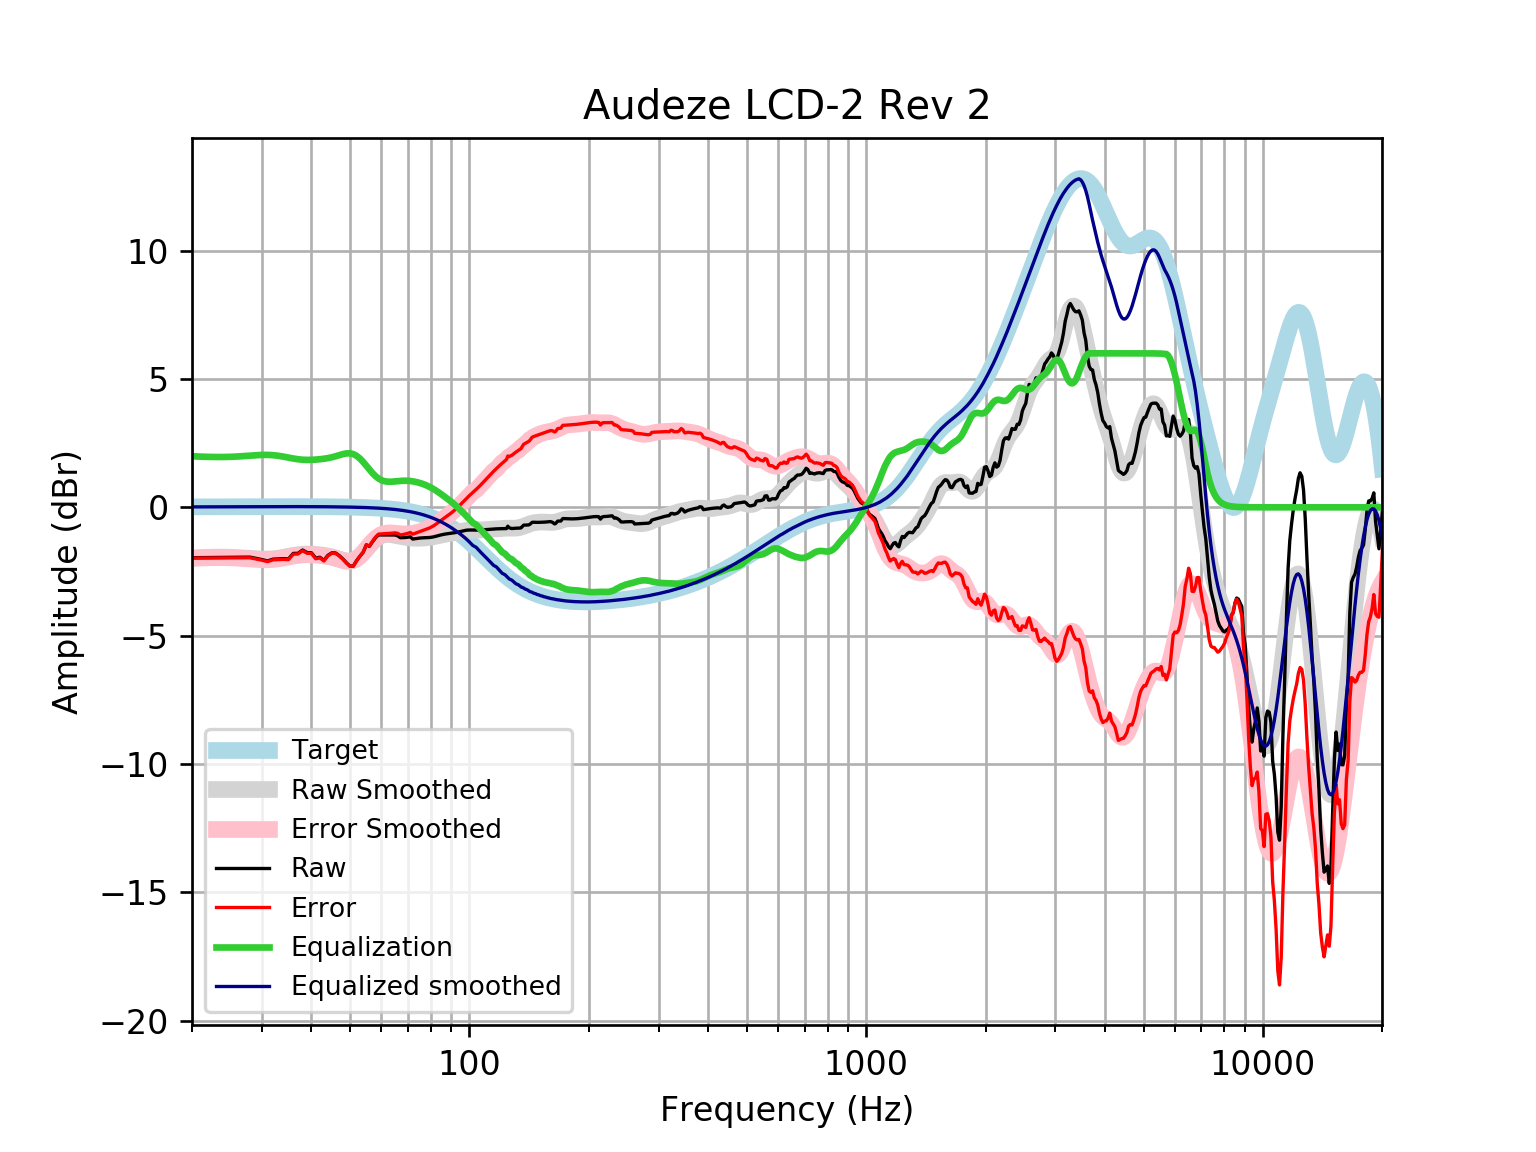 Audeze LCD-2 Rev 2
Amplitude (dBr)
10
5
0
−5
−10
−15
−20
Target
Raw Smoothed
Error Smoothed
Raw
Error
Equalization
Equalized smoothed
100
1000
10000
Frequency (Hz)